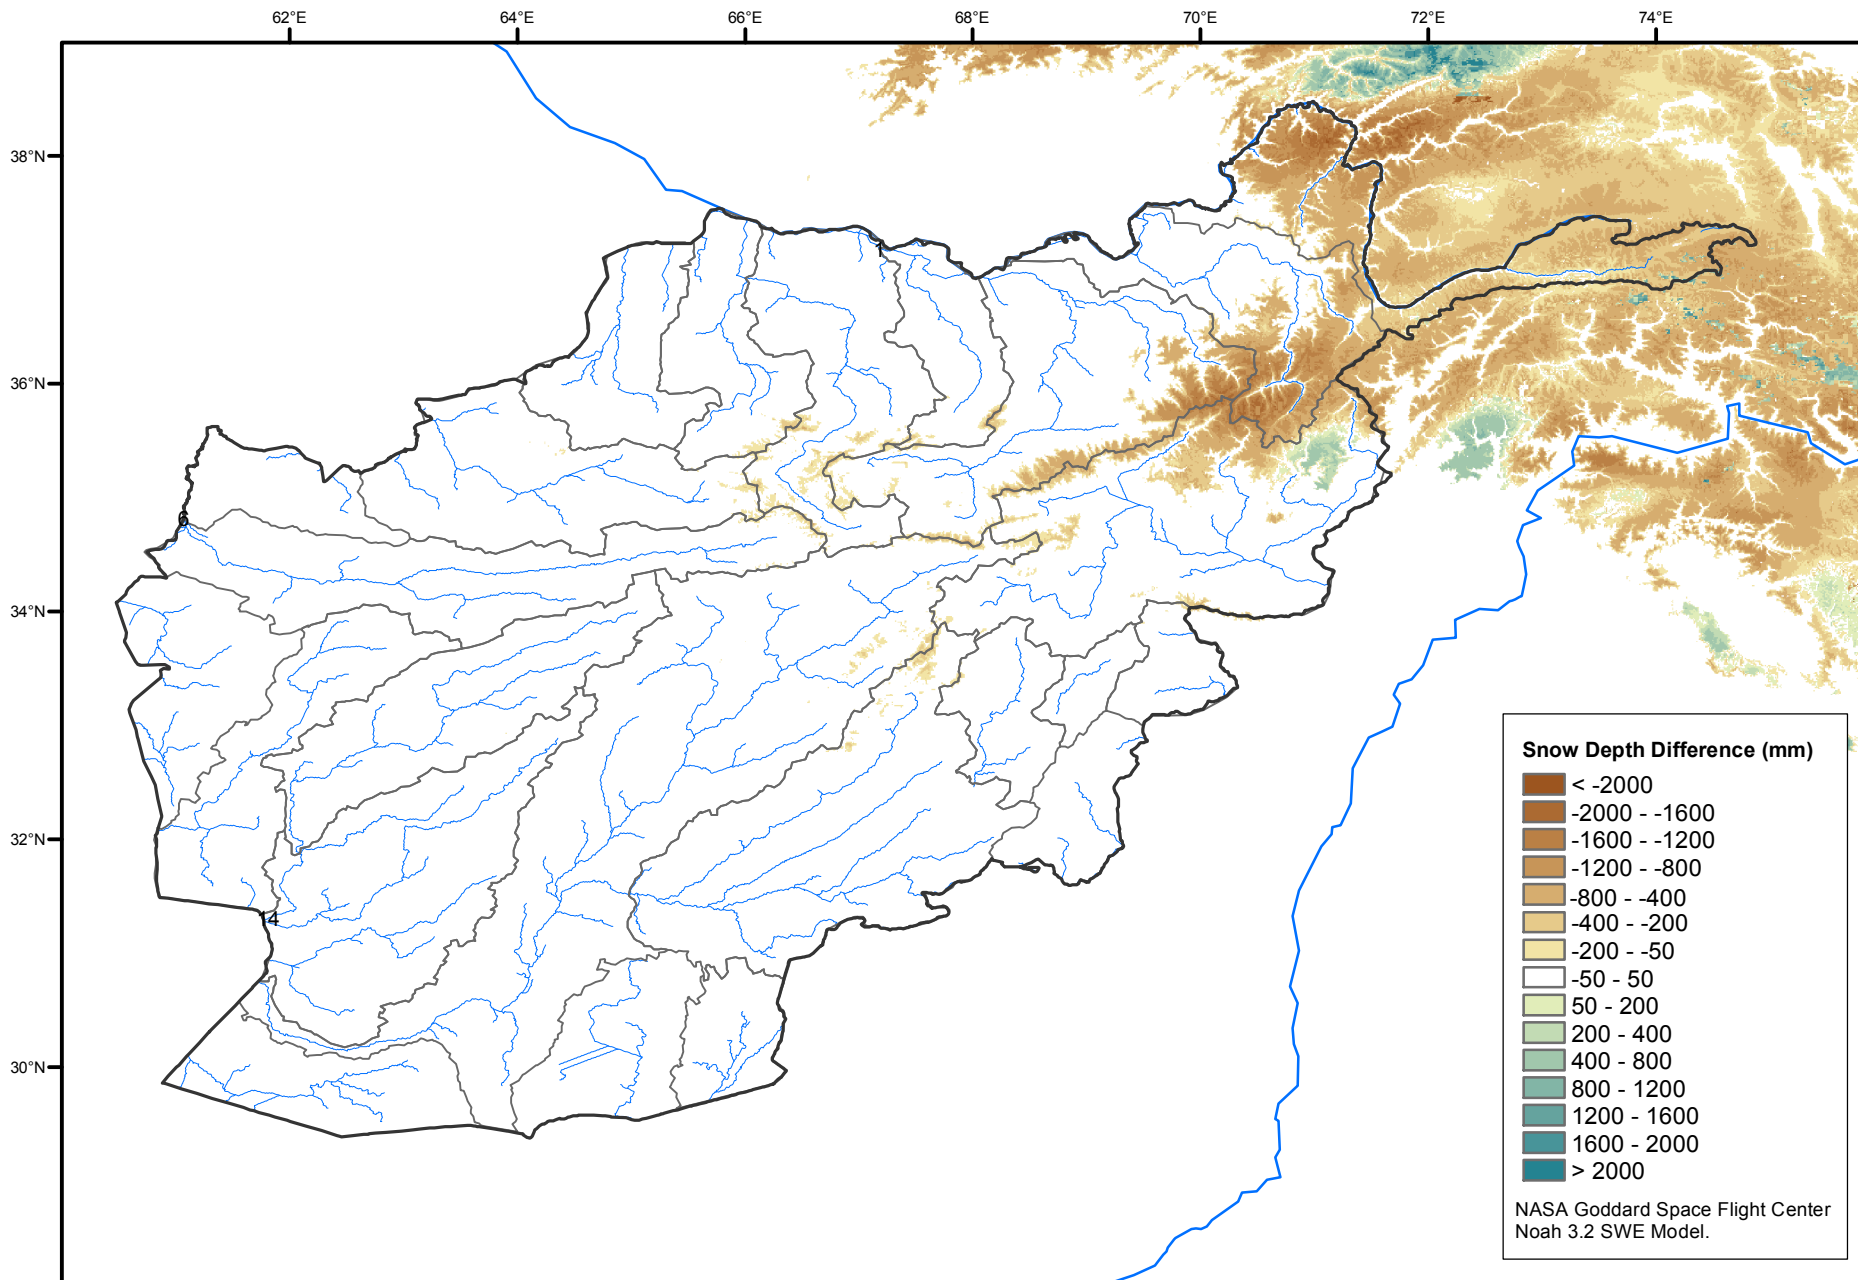 62°E 64°E 66°E 68°E 70°E 72°E 74°E
38°N
1
36°N
6
34°N
32°N
14
30°N
Snow Depth Difference (mm)
< -2000
-2000 - -1600
-1600 - -1200
-1200 - -800
-800 - -400
-400 - -200
-200 - -50
-50 - 50
50 - 200
200 - 400
400 - 800
800 - 1200
1200 - 1600
1600 - 2000
> 2000
NASA Goddard Space Flight Center
Noah 3.2 SWE Model.